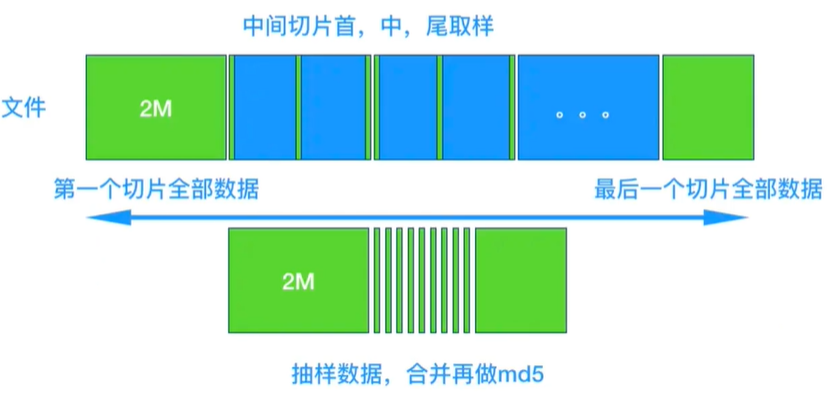 中间切片首，中，尾取样
文件
2M
。。。
第一个切片全部数据
最后一个切片全部数据
2M
抽样数据，合并再做md5